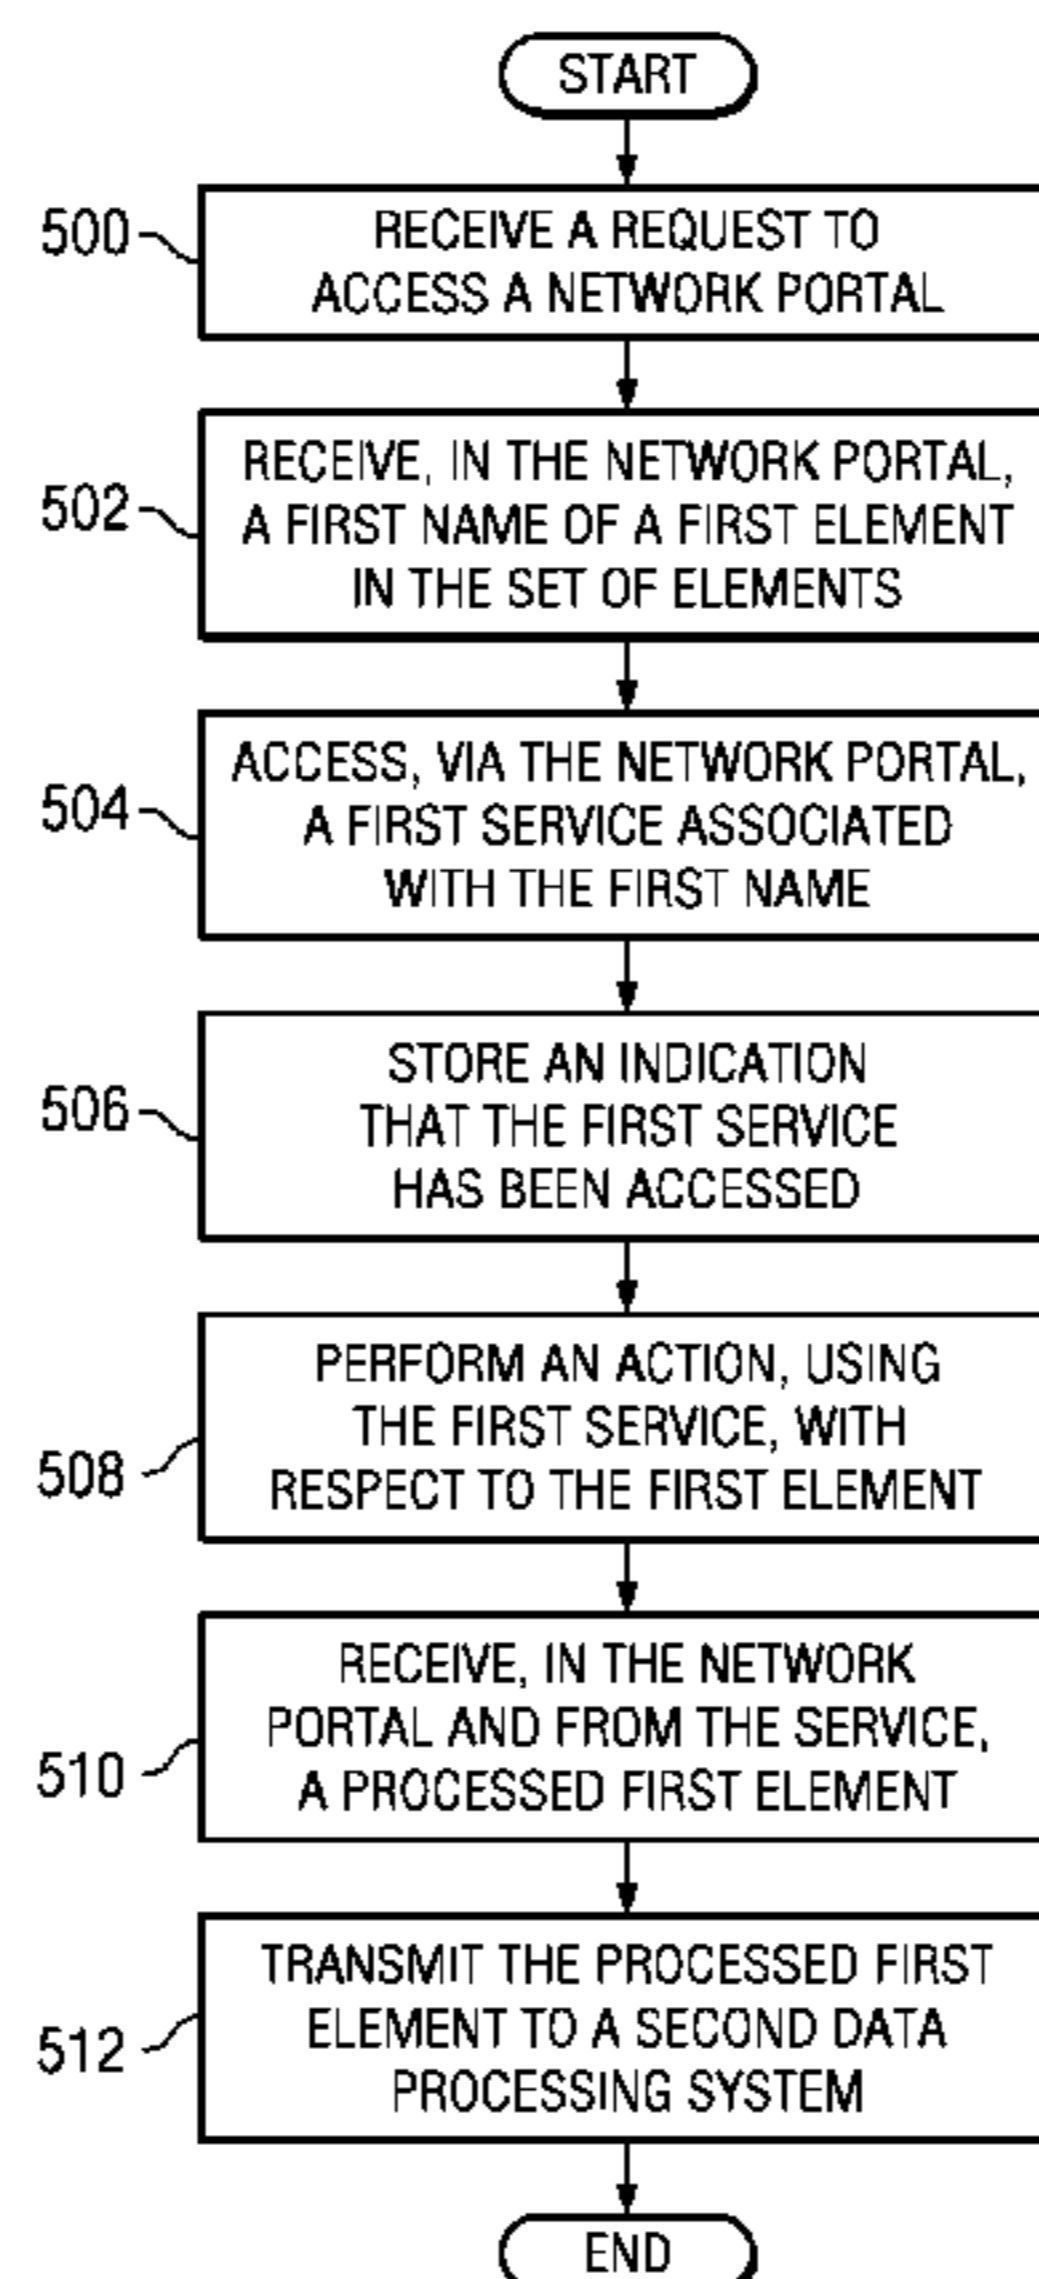 START
500
RECEIVE A REQUEST TO
ACCESS A NETWORK PORTAL
502
RECEIVE, IN THE NETWORK PORTAL,
A FIRST NAME OF A FIRST ELEMENT
IN THE SET OF ELEMENTS
504
ACCESS, VIA THE NETWORK PORTAL,
A FIRST SERVICE ASSOCIATED
WITH THE FIRST NAME
506
STORE AN INDICATION
THAT THE FIRST SERVICE
HAS BEEN ACCESSED
508
PERFORM AN ACTION, USING
THE FIRST SERVICE, WITH
RESPECT TO THE FIRST ELEMENT
510
RECEIVE, IN THE NETWORK
PORTAL AND FROM THE SERVICE,
A PROCESSED FIRST ELEMENT
512
TRANSMIT THE PROCESSED FIRST
ELEMENT TO A SECOND DATA
PROCESSING SYSTEM
END